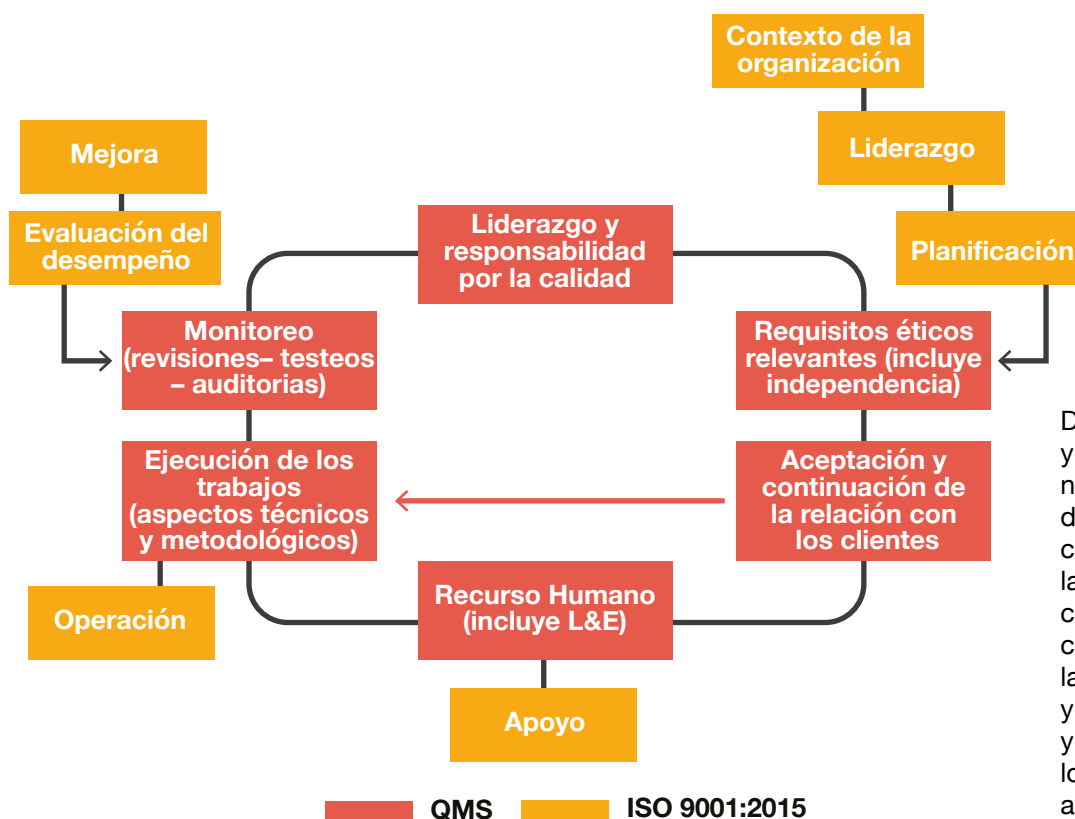 Contexto de la
organización
Liderazgo
Planificación
Mejora
Evaluación del
desempeño
Liderazgo y
responsabilidad
por la calidad
Monitoreo
(revisiones– testeos
– auditorias)
Requisitos éticos
relevantes (incluye
independencia)
Ejecución de los
trabajos
(aspectos técnicos
y metodológicos)
Aceptación y
continuación de
la relación con
los clientes
Operación
Recurso Humano
(incluye L&E)
Apoyo
QMS
ISO 9001:2015